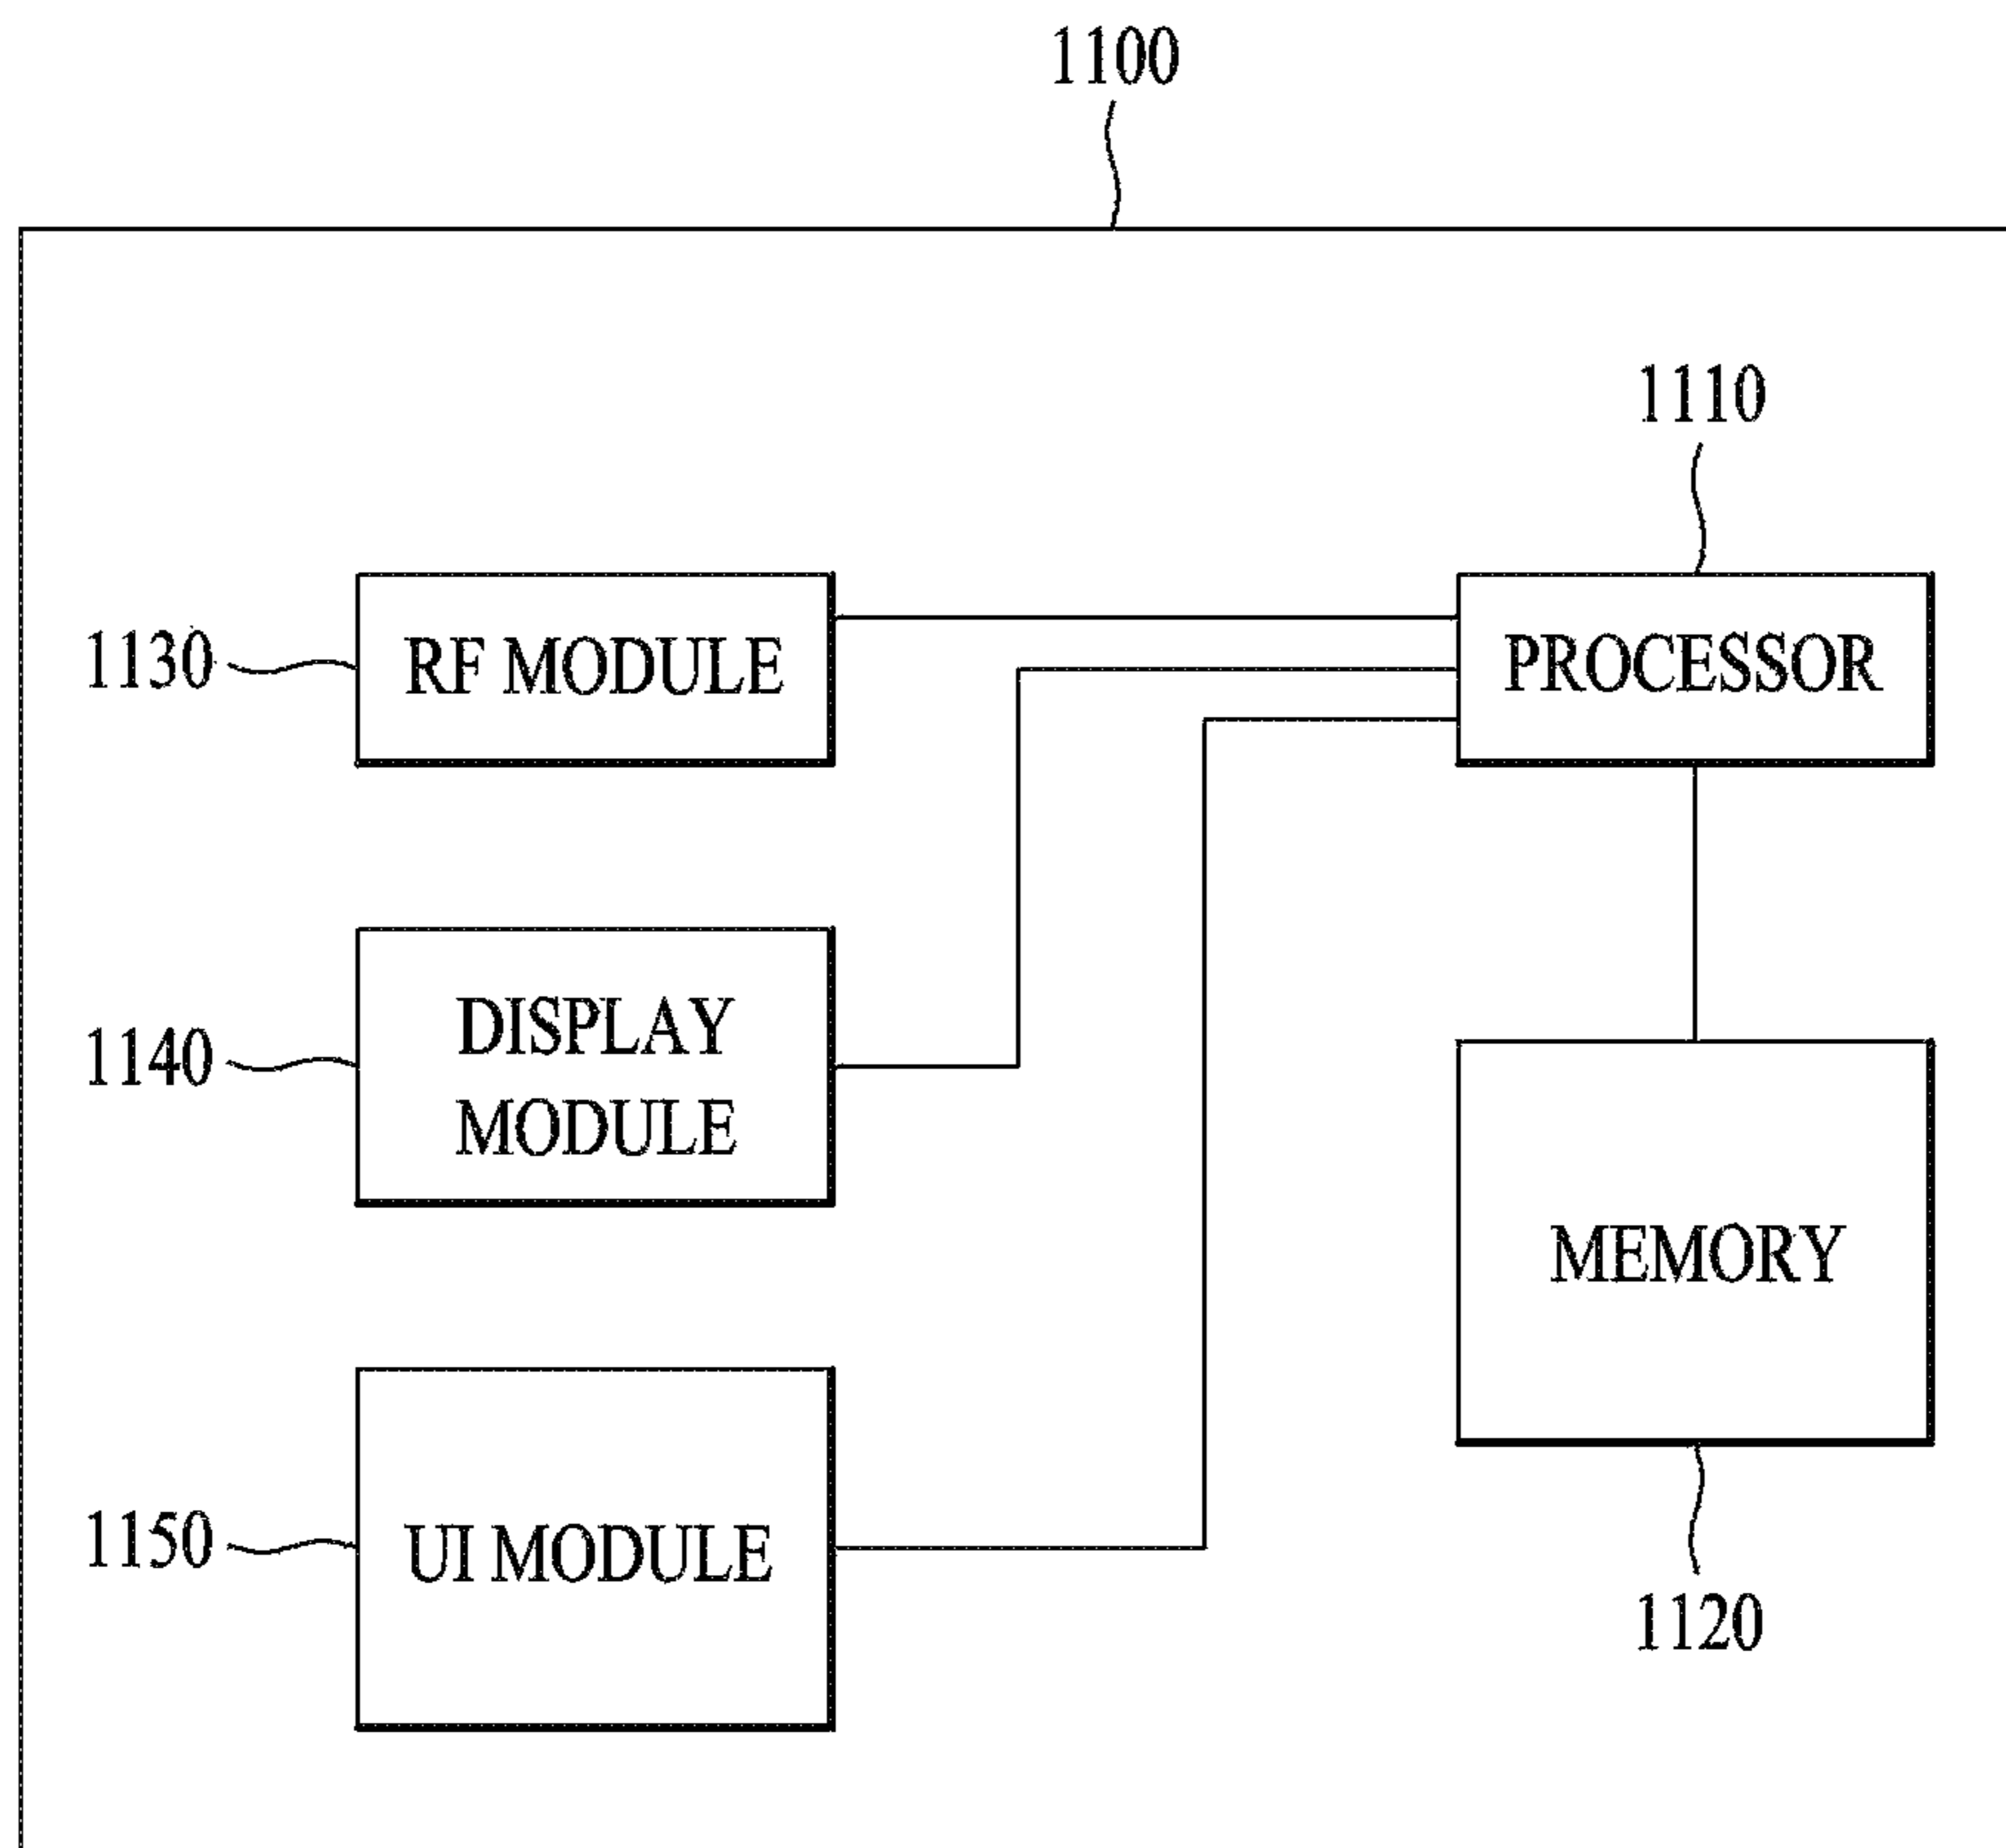 1100
1110
1130
RF MODULE
PROCESSOR
1140
DISPLAY
MODULE
MEMORY
1150
UI MODULE
1120